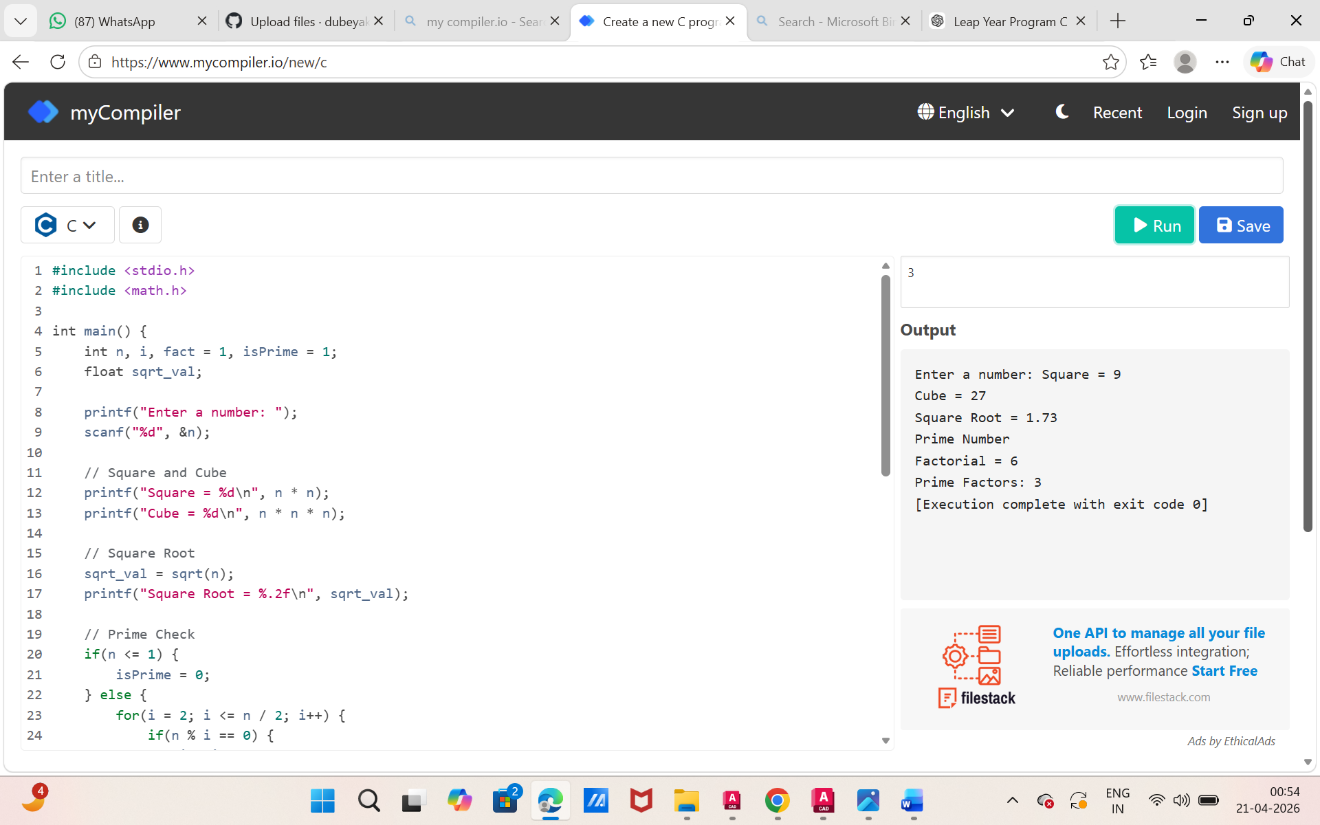 (87) WhatsApp
Upload files · dubeyak
my compiler.io - Sear
Create a new C progr
Search - Microsoft Bin
Leap Year Program C
https://www.mycompiler.io/new/c
Chat
myCompiler
English
Recent
Login
Sign up
Enter a title...
C
Run
Save
1 #include <stdio.h>
2 #include <math.h>
3
4 int main() {
5     int n, i, fact = 1, isPrime = 1;
6     float sqrt_val;
7
8     printf("Enter a number: ");
9     scanf("%d", &n);
10
11     // Square and Cube
12     printf("Square = %d\n", n * n);
13     printf("Cube = %d\n", n * n * n);
14
15     // Square Root
16     sqrt_val = sqrt(n);
17     printf("Square Root = %.2f\n", sqrt_val);
18
19     // Prime Check
20     if(n <= 1) {
21         isPrime = 0;
22     } else {
23         for(i = 2; i <= n / 2; i++) {
24             if(n % i == 0) {
3
Output
Enter a number: Square = 9
Cube = 27
Square Root = 1.73
Prime Number
Factorial = 6
Prime Factors: 3
[Execution complete with exit code 0]
filestack
One API to manage all your file
uploads. Effortless integration;
Reliable performance Start Free
www.filestack.com
Ads by EthicalAds
4
2
A
CAD
A
CAD
W
ENG
IN
00:54
21-04-2026